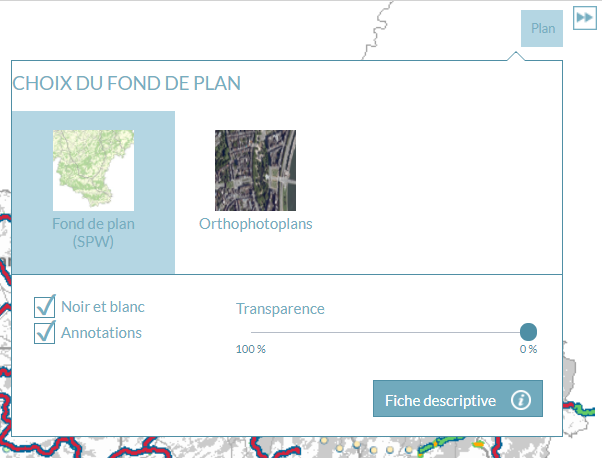 Plan
CHOIX DU FOND DE PLAN
Fond de plan
(SPW)
Orthophotoplans
Noir et blanc
Annotations
Transparence
100 %
0 %
Fiche descriptive